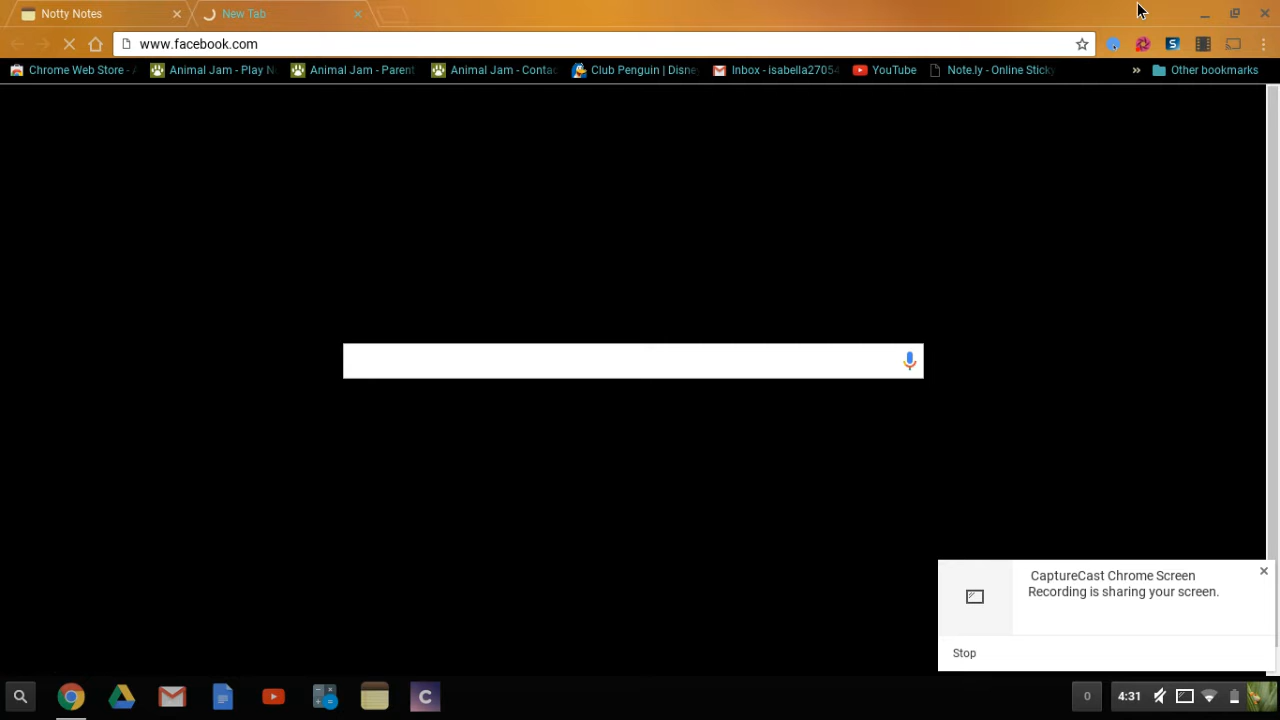 Notty Notes
New Tab
www.facebook.com
Chrome Web Store -
Animal Jam - Play N
Animal Jam - Parent
Animal Jam - Conta
Club Penguin | Disne
Inbox - isabella27054
YouTube
Note.ly - Online Sticky
» Other bookmarks
CaptureCast Chrome Screen
Recording is sharing your screen.
Stop
C
0
4:31